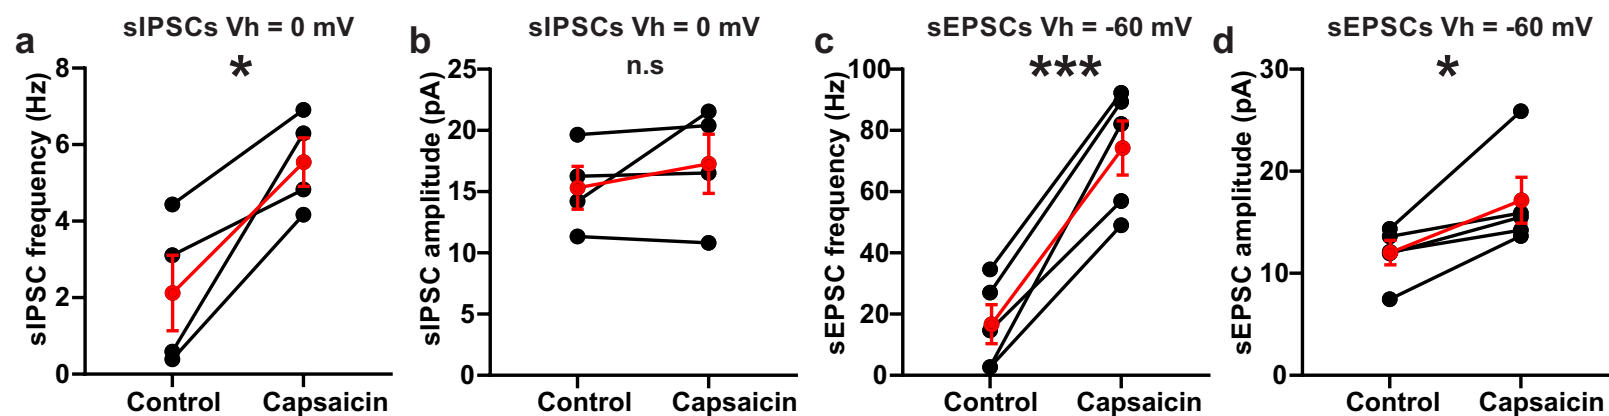 a
sIPSCs Vh = 0 mV
*
sIPSC frequency (Hz)
8
6
4
2
0
Control Capsaicin
b
sIPSCs Vh = 0 mV
n.s
sIPSC amplitude (pA)
25
20
15
10
5
0
Control Capsaicin
c
sEPSCs Vh = -60 mV
***
sEPSC frequency (Hz)
100
80
60
40
20
0
Control Capsaicin
d
sEPSCs Vh = -60 mV
*
sEPSC amplitude (pA)
30
20
10
0
Control Capsaicin